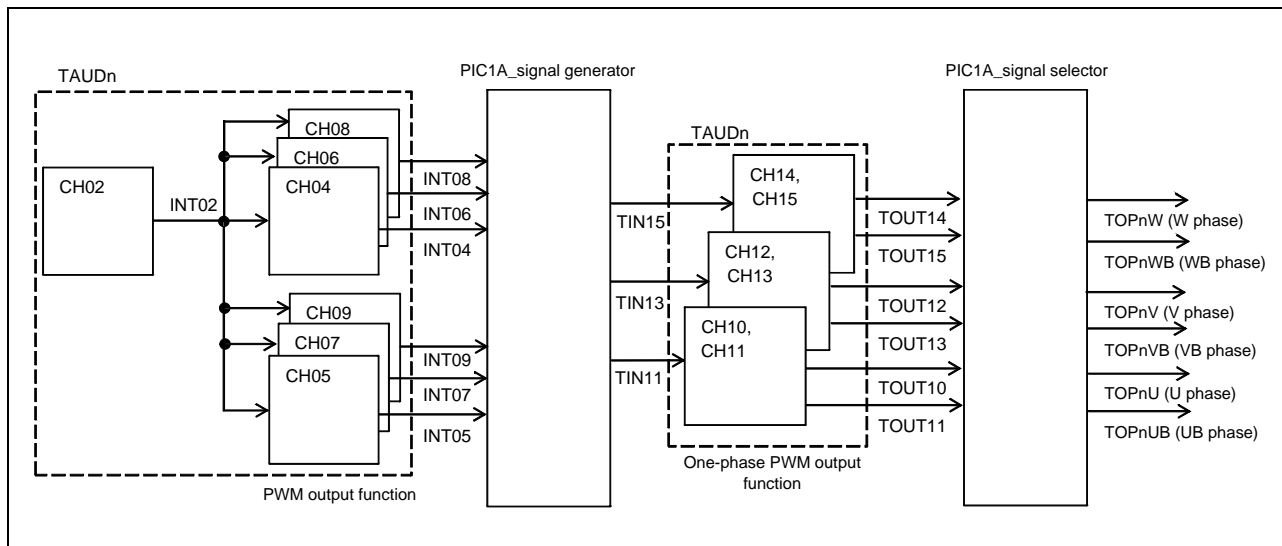 TAUDn
PIC1A_signal generator
PIC1A_signal selector
CH08
CH06
CH04
CH02
INT02
INT08
INT06
INT04
CH09
CH07
CH05
INT09
INT07
INT05
PWM output function
TIN15
TIN13
TIN11
TAUDn
CH14,
CH15
CH12,
CH13
CH10,
CH11
One-phase PWM output
function
TOUT14
TOUT15
TOUT12
TOUT13
TOUT10
TOUT11
TOPnW (W phase)
TOPnWB (WB phase)
TOPnV (V phase)
TOPnVB (VB phase)
TOPnU (U phase)
TOPnUB (UB phase)